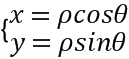 {x = ρcosθ
y = ρsinθ